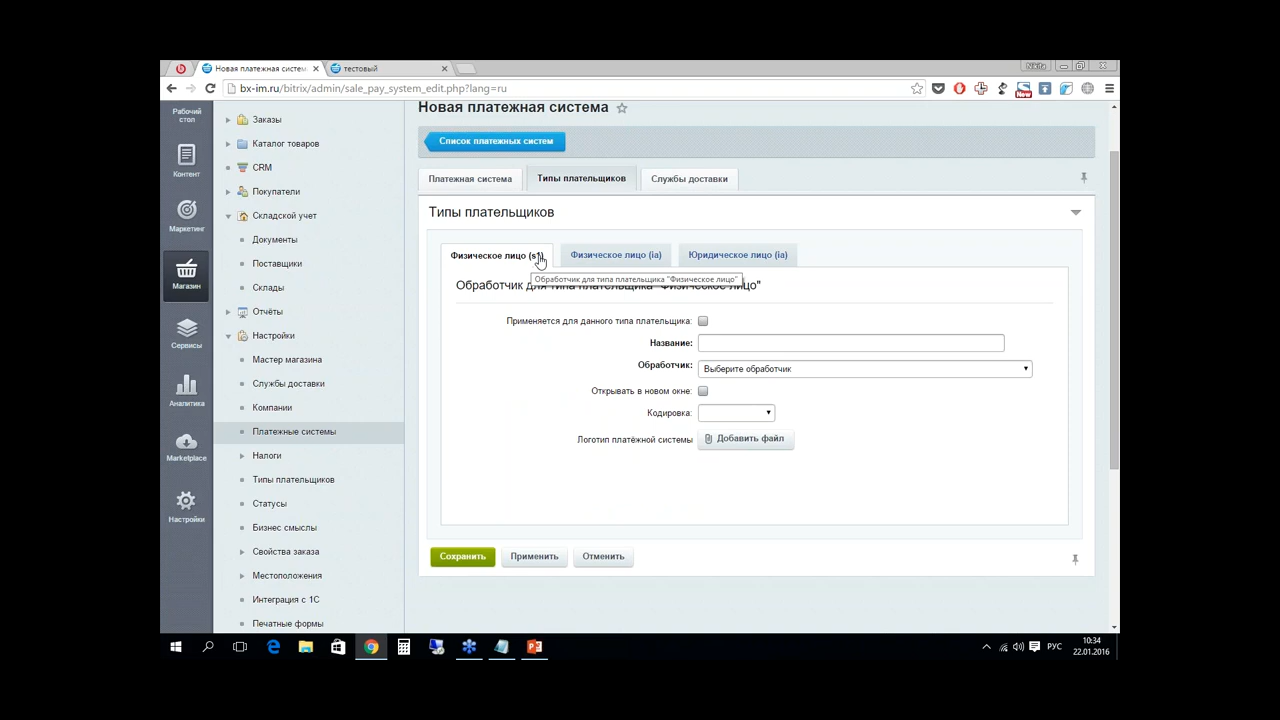 Новая платежная систем
тестовый
Nikita
bx-im.ru/bitrix/admin/sale_pay_system_edit.php?lang=ru
New
Рабочий
стол
Контент
Маркетинг
Магазин
Сервисы
Аналитика
Marketplace
Настройки
Заказы
Каталог товаров
CRM
Покупатели
Складской учет
Документы
Поставщики
Склады
Отчёты
Настройки
Мастер магазина
Службы доставки
Компании
Платежные системы
Налоги
Типы плательщиков
Статусы
Бизнес смыслы
Свойства заказа
Местоположения
Интеграция с 1С
Печатные формы
Новая платежная система
Список платежных систем
Платежная система
Типы плательщиков
Службы доставки
Типы плательщиков
Физическое лицо (s1)
Физическое лицо (ia)
Юридическое лицо (ia)
Обработчик для типа плательщика "Физическое лицо"
Обработчик для типа плательщика "Физическое лицо"
Применяется для данного типа плательщика:
Название:
Обработчик: Выберите обработчик
Открывать в новом окне:
Кодировка:
Логотип платёжной системы Добавить файл
Сохранить
Применить
Отменить
РУС
10:34
22.01.2016